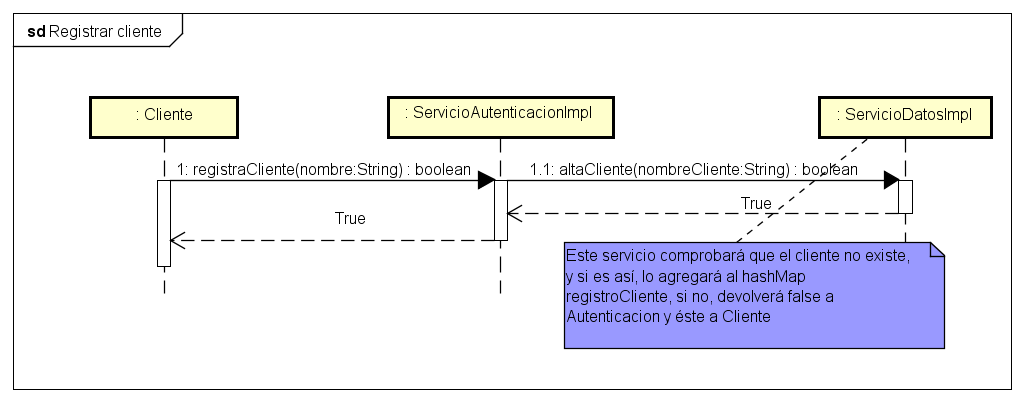 sd Registrar cliente
: Cliente
: ServicioAutenticacionImpl
: ServicioDatosImpl
1: registraCliente(nombre:String) : boolean
1.1: altaCliente(nombreCliente:String) : boolean
True
True
Este servicio comprobará que el cliente no existe,
y si es así, lo agregará al hashMap
registroCliente, si no, devolverá false a
Autenticacion y éste a Cliente